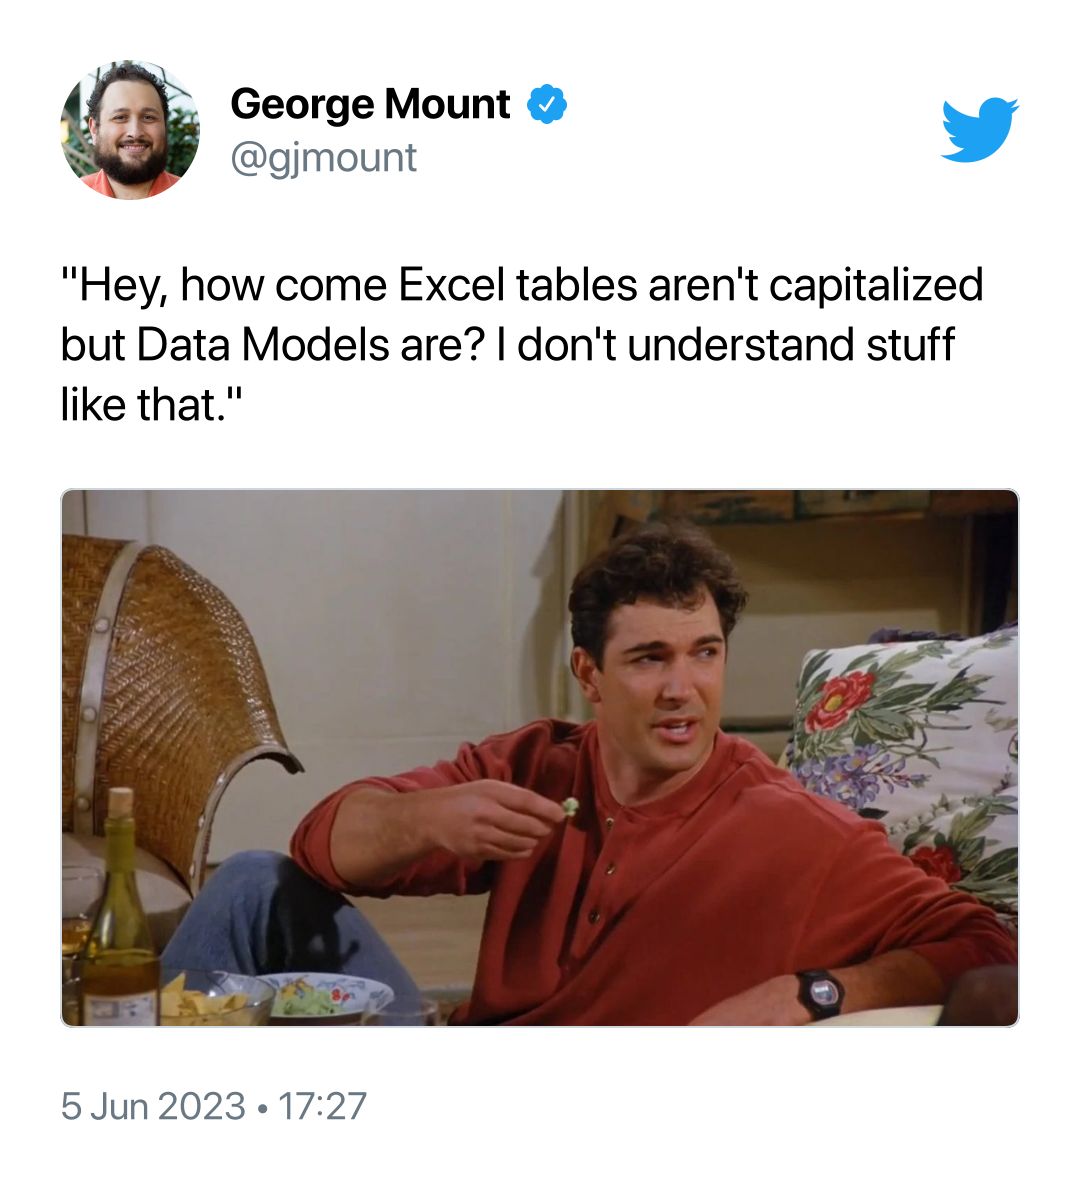 George Mount
@gjmount
"Hey, how come Excel tables aren't capitalized
but Data Models are? I don't understand stuff
like that."
5 Jun 2023 • 17:27